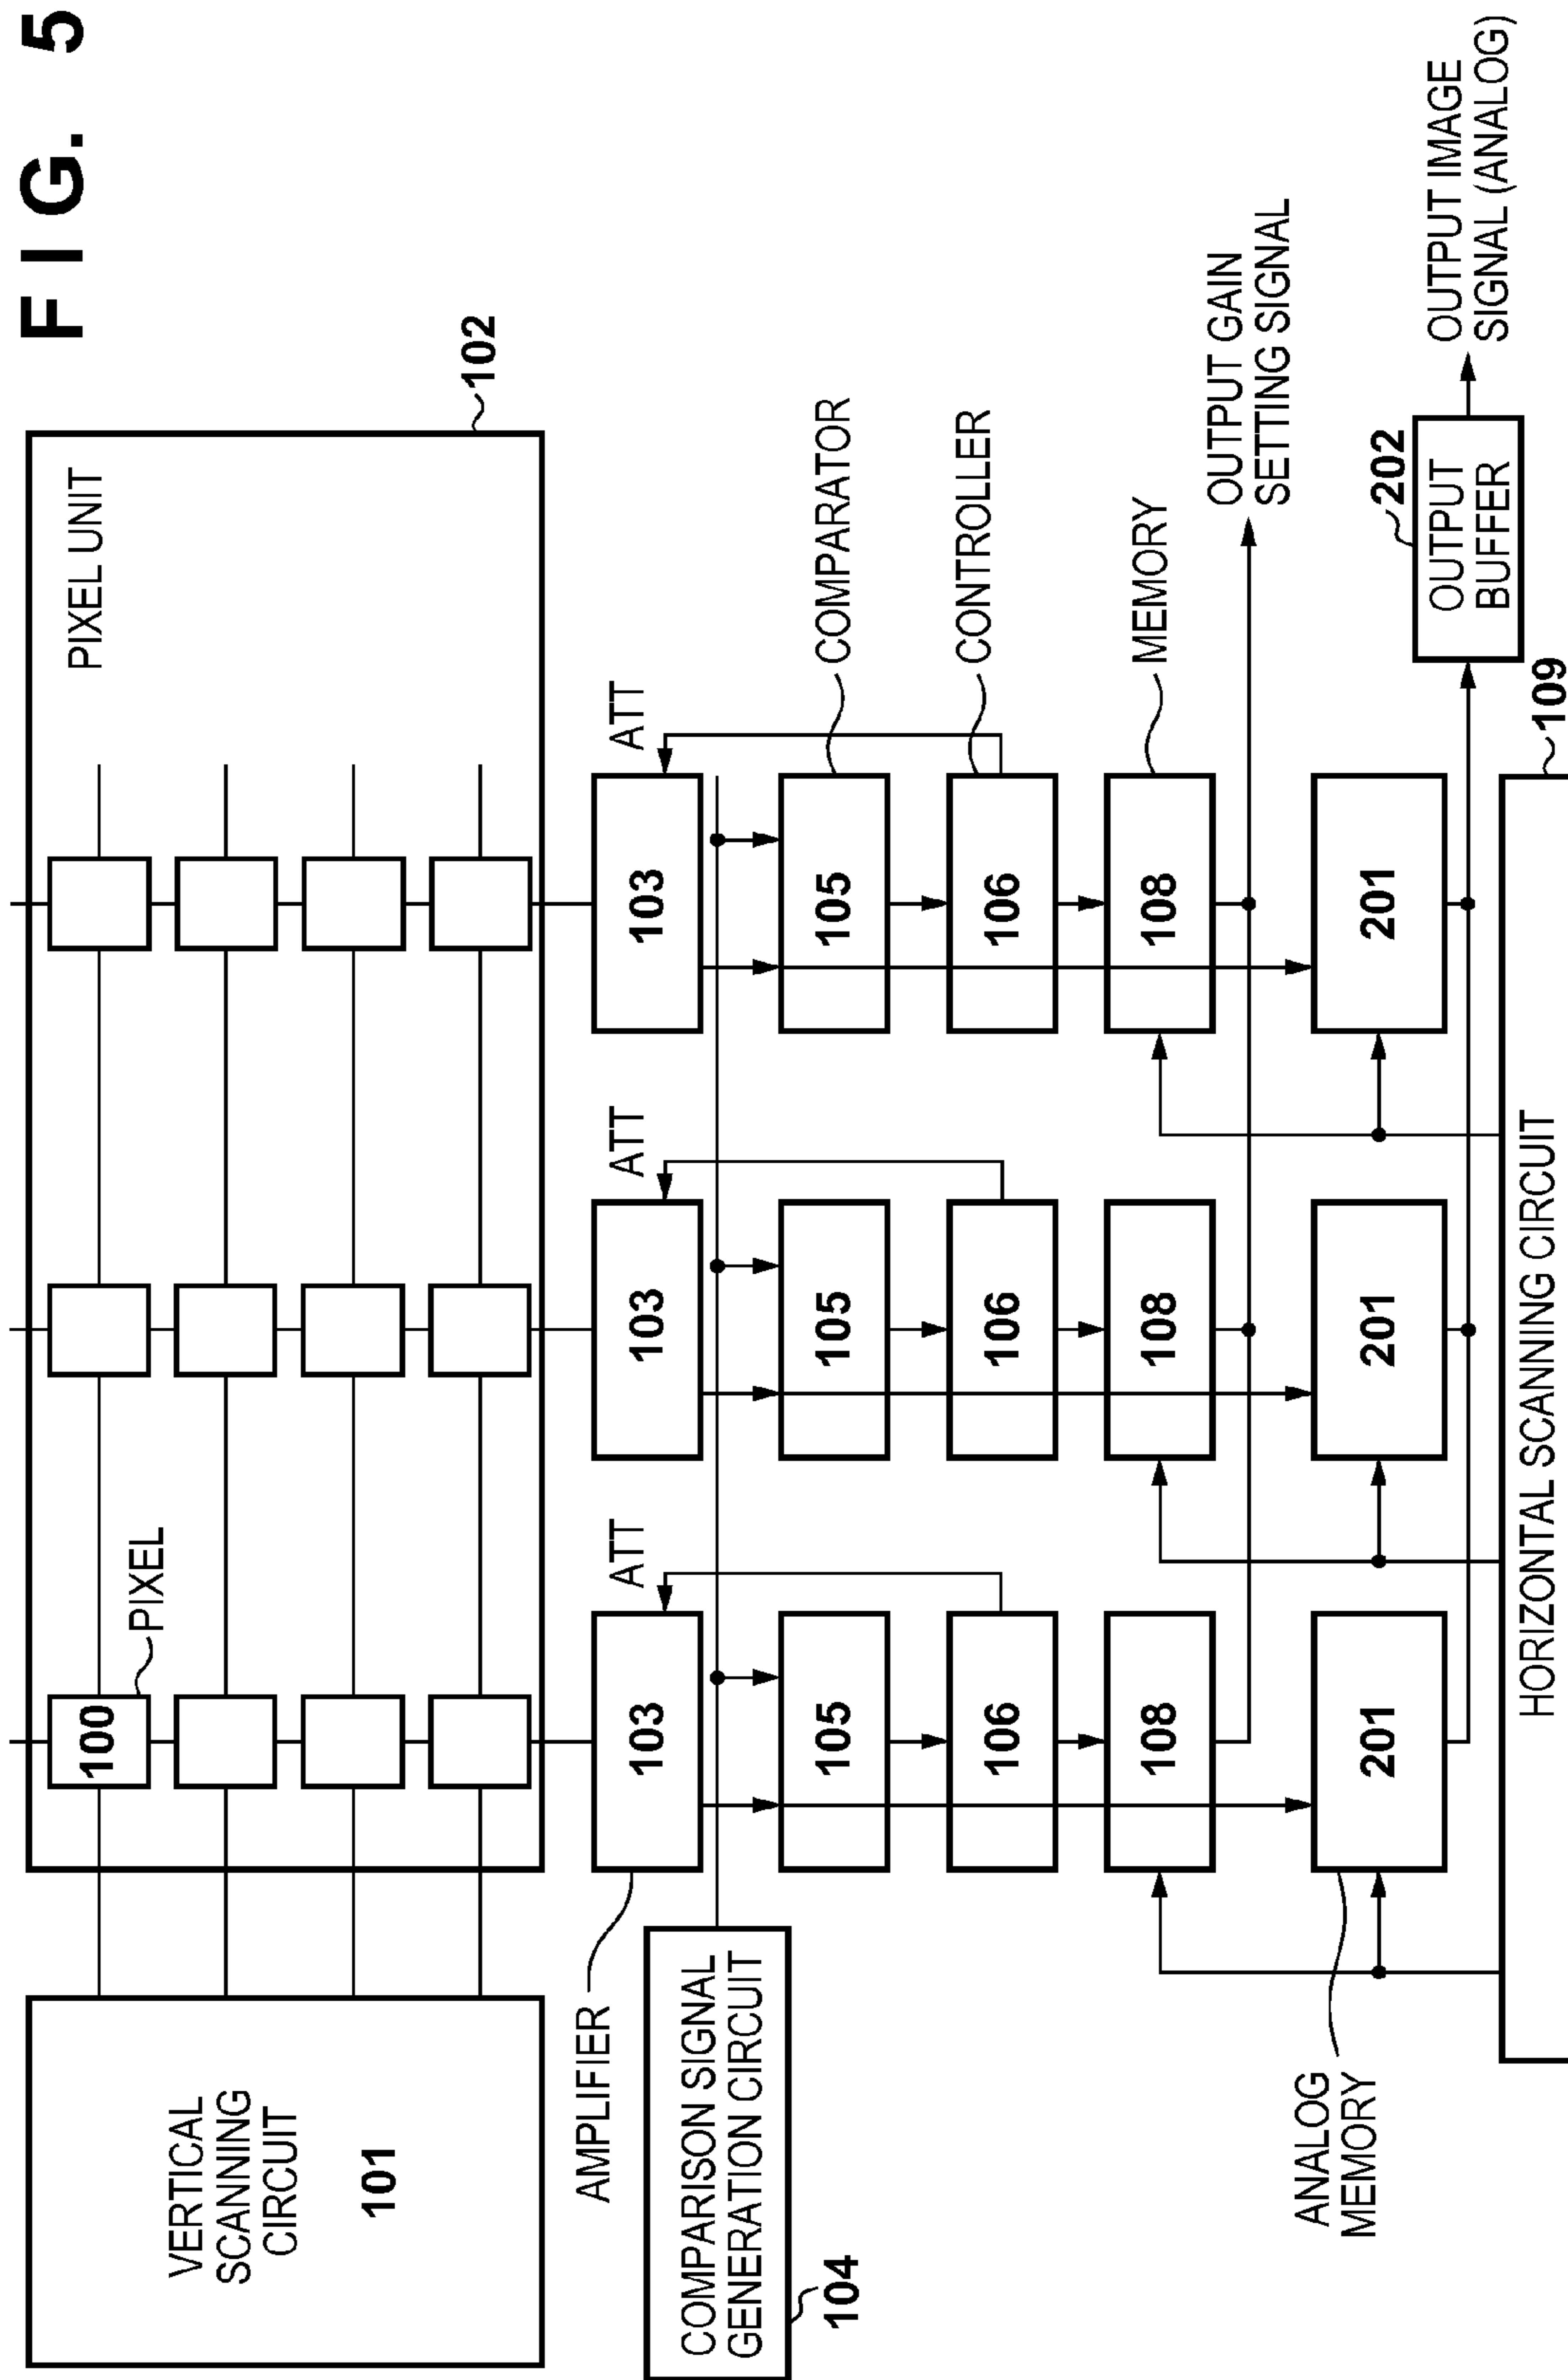 FIG. 5
VERTICAL
SCANNING
CIRCUIT
101
100
PIXEL
PIXEL UNIT
102
AMPLIFIER
103
ATT
103
ATT
103
ATT
COMPARISON SIGNAL
GENERATION CIRCUIT
104
105
105
105
COMPARATOR
106
106
106
CONTROLLER
108
108
108
MEMORY
OUTPUT GAIN
SETTING SIGNAL
ANALOG
MEMORY
201
201
201
202
OUTPUT
BUFFER
OUTPUT IMAGE
SIGNAL (ANALOG)
HORIZONTAL SCANNING CIRCUIT
109